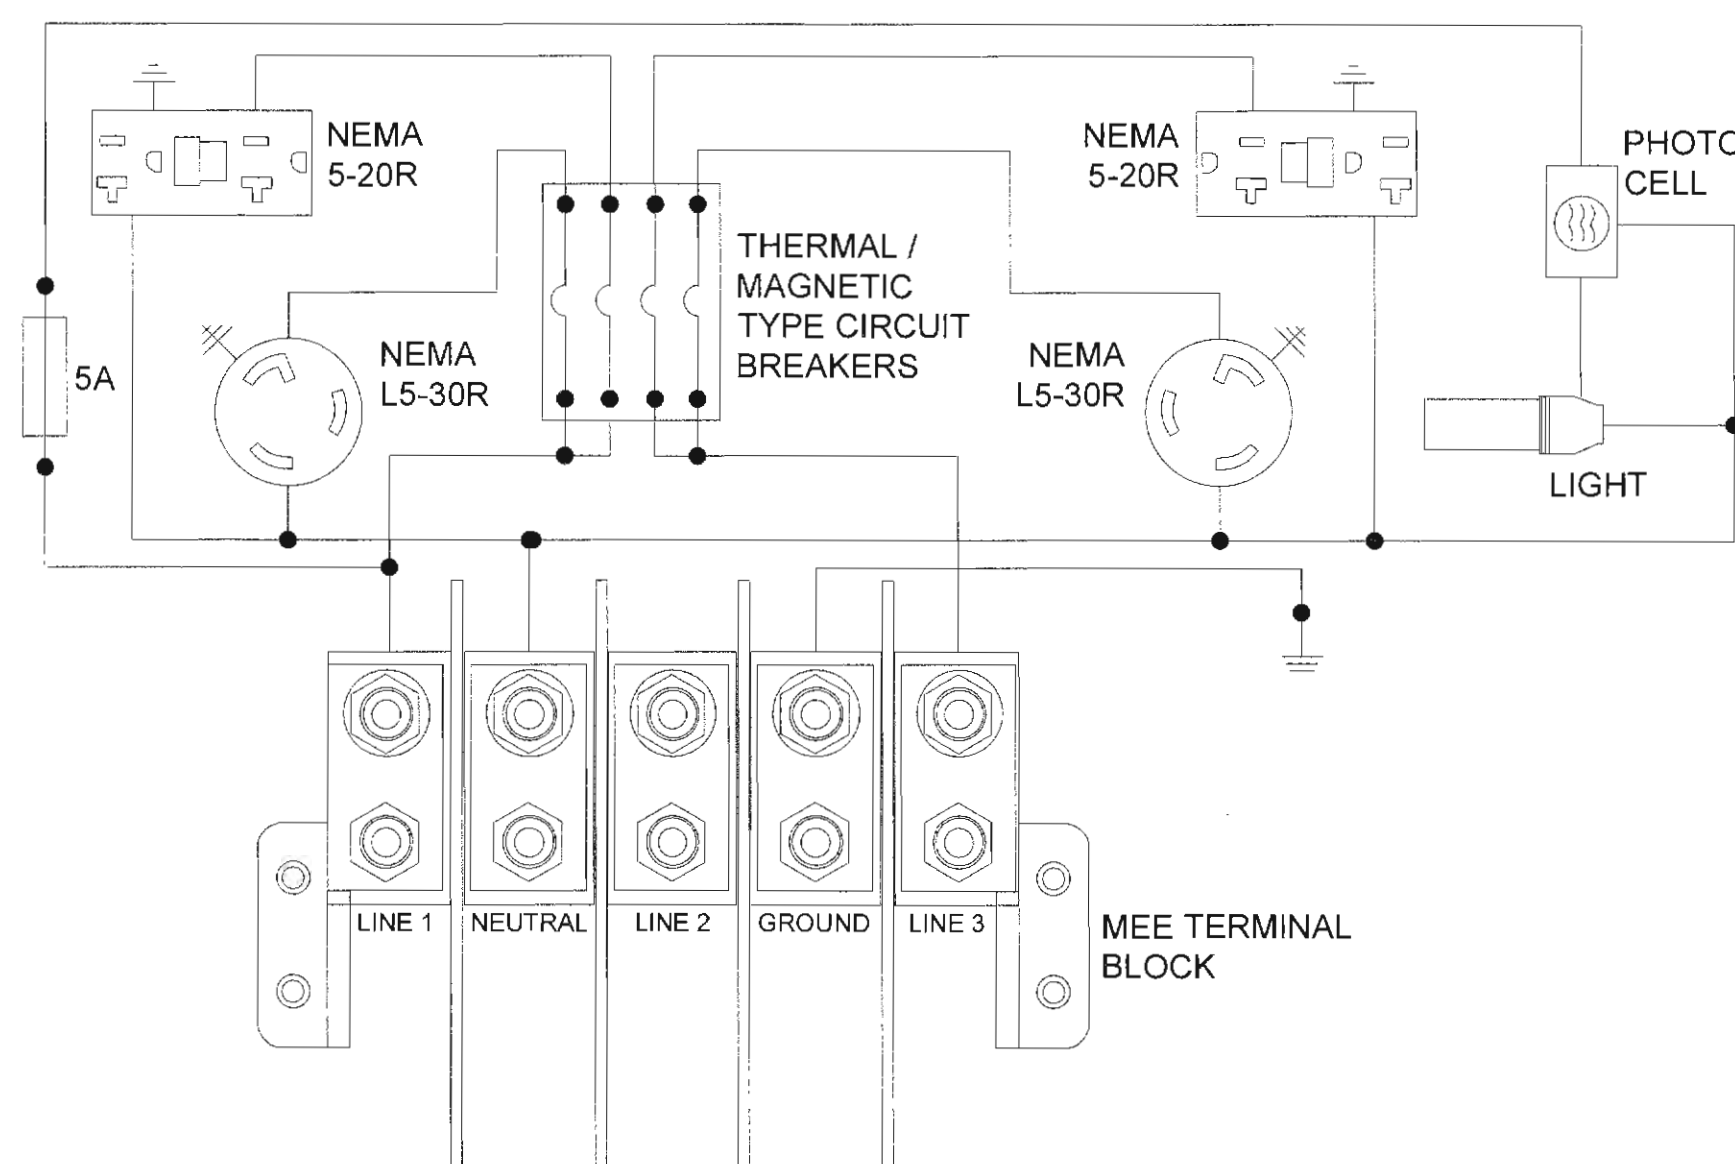 NEMA
5-20R
NEMA
5-20R
PHOTO
CELL
THERMAL /
MAGNETIC
TYPE CIRCUIT
BREAKERS
5A
NEMA
L5-30R
NEMA
L5-30R
LIGHT
LINE 1
NEUTRAL
LINE 2
GROUND
LINE 3
MEE TERMINAL
BLOCK